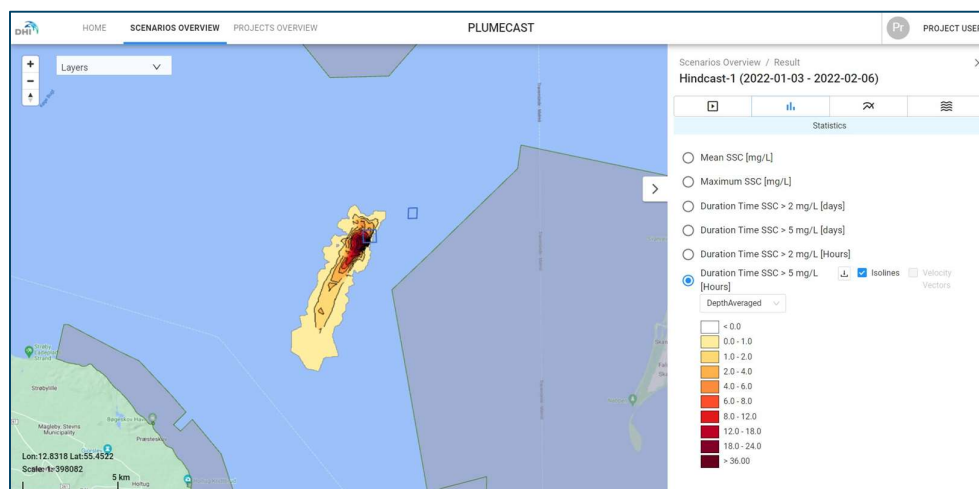 DHI
HOME
SCENARIOS OVERVIEW
PROJECTS OVERVIEW
PLUMECAST
Pr
PROJECT USER
Layers
Scenarios Overview / Result
Hindcast-1 (2022-01-03 - 2022-02-06)
Statistics
Mean SSC [mg/L]
Maximum SSC [mg/L]
Duration Time SSC > 2 mg/L [days]
Duration Time SSC > 5 mg/L [days]
Duration Time SSC > 2 mg/L [Hours]
Duration Time SSC > 5 mg/L
[Hours]
Isolines
Velocity
Vectors
DepthAveraged
< 0.0
0.0 - 1.0
1.0 - 2.0
2.0 - 4.0
4.0 - 6.0
6.0 - 8.0
8.0 - 12.0
12.0 - 18.0
18.0 - 24.0
> 36.00
Strøbyville
Magleby-Stevns
Municipality
Præsteskov
Lon:12.8318 Lat:55.4522
Scale: 1: 398082
5 km
Holtug